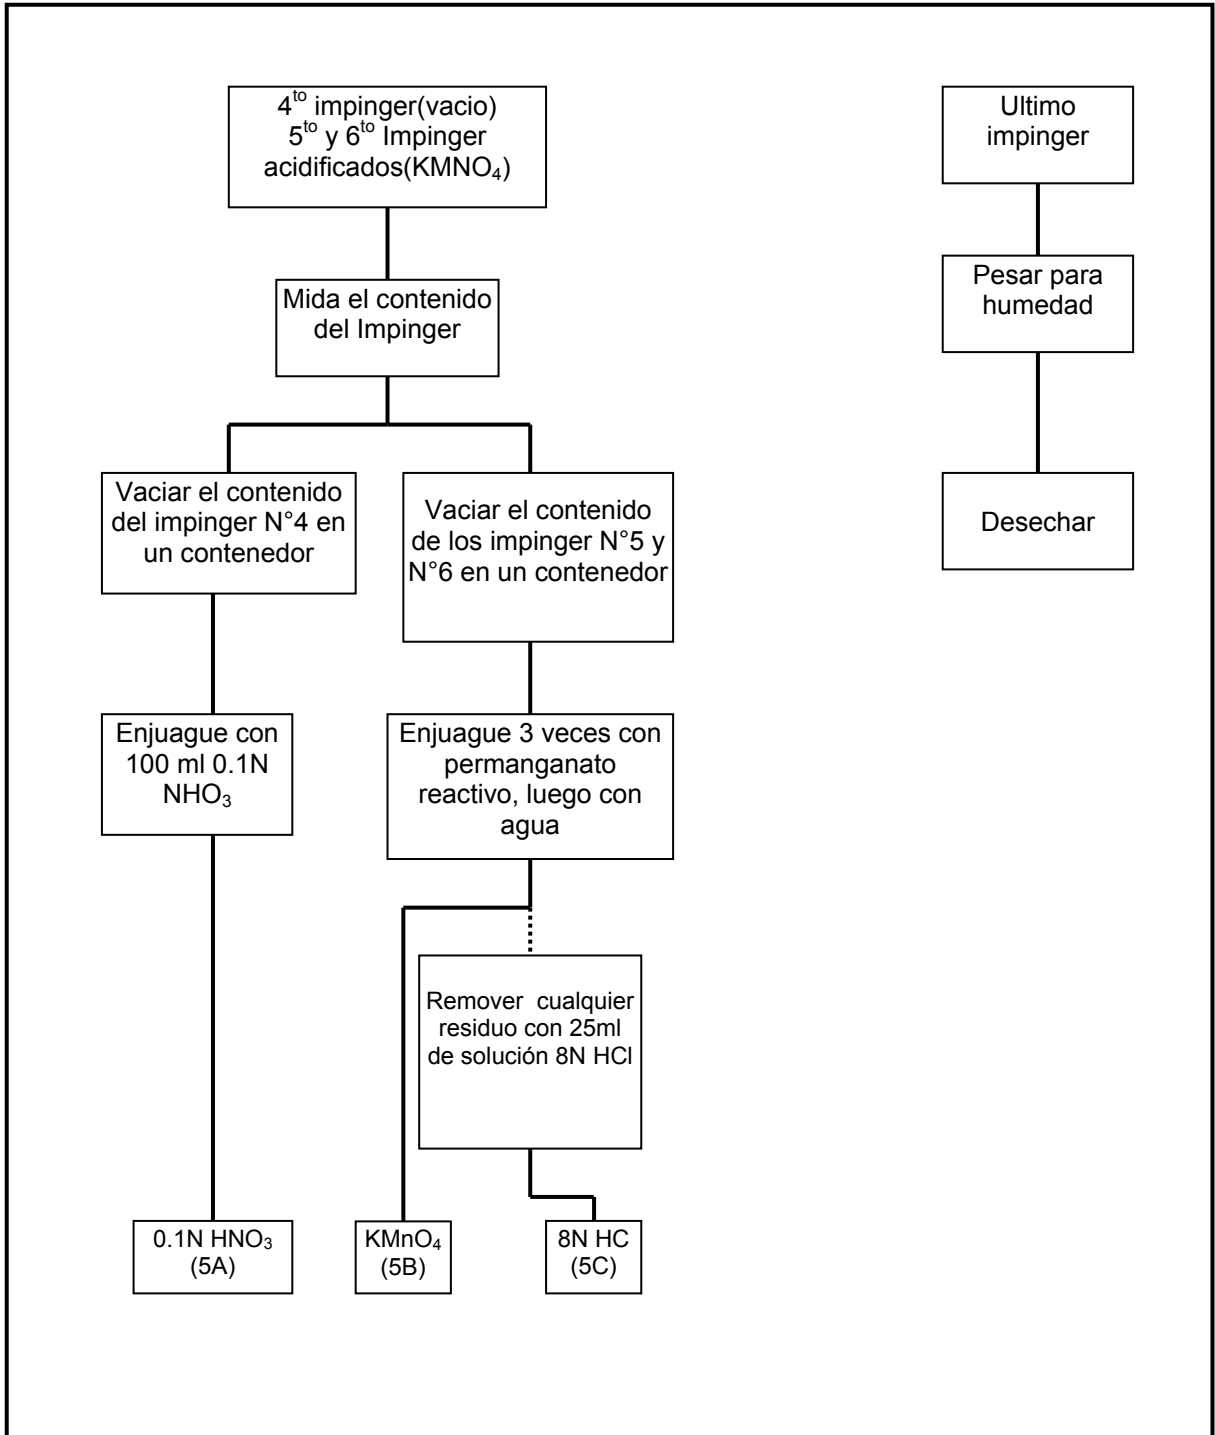 4to impinger(vacio)
5to y 6to Impinger
acidificados(KMNO4)
Ultimo
impinger
Mida el contenido
del Impinger
Pesar para
humedad
Vaciar el contenido
del impinger N°4 en
un contenedor
Vaciar el contenido
de los impinger N°5 y
N°6 en un contenedor
Desechar
Enjuague con
100 ml 0.1N
NHO3
Enjuague 3 veces con
permanganato
reactivo, luego con
agua
Remover cualquier
residuo con 25ml
de solución 8N HCl
0.1N HNO3
(5A)
KMnO4
(5B)
8N HC
(5C)